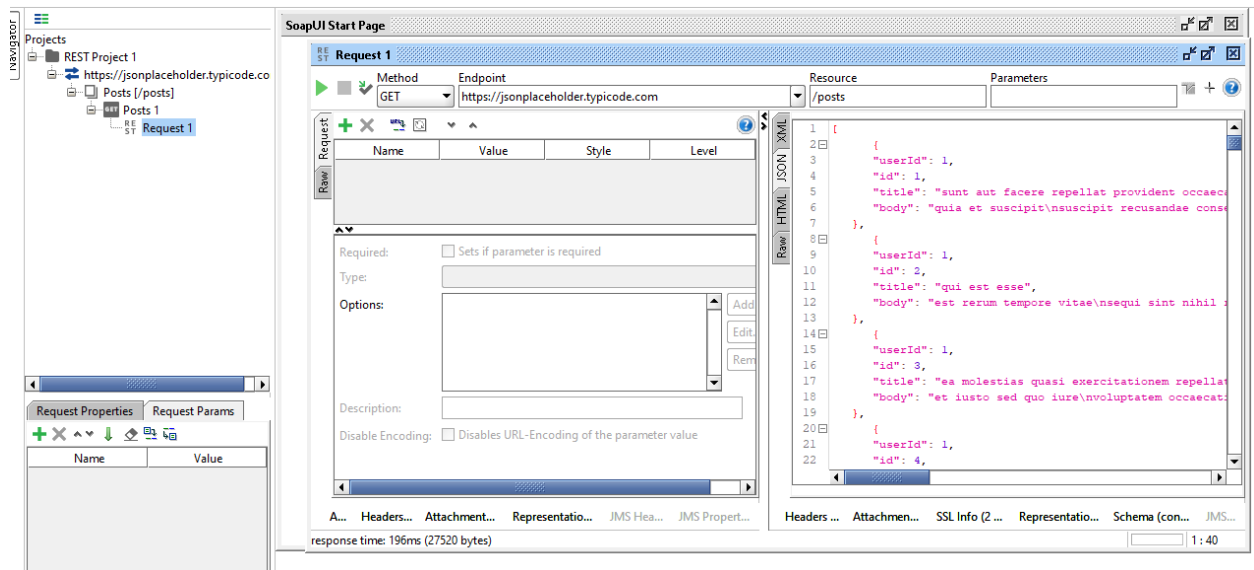 Navigator
Projects
REST Project 1
https://jsonplaceholder.typicode.co
Posts [/posts]
GET Posts 1
REST Request 1
Request Properties Request Params
Name Value
SoapUI Start Page
REST Request 1
Method Endpoint Resource Parameters
GET https://jsonplaceholder.typicode.com /posts
Request
Raw
Name Value Style Level
Required: Sets if parameter is required
Type:
Options:
Add
Edit.
Rem
Description:
Disable Encoding: Disables URL-Encoding of the parameter value
A... Headers... Attachment... Representatio... JMS Hea... JMS Propert...
XML
JSON
HTML
Raw
1 [
2 {
3 "userId": 1,
4 "id": 1,
5 "title": "sunt aut facere repellat provident occaeca
6 "body": "quia et suscipit\nsuscipit recusandae conse
7 },
8 {
9 "userId": 1,
10 "id": 2,
11 "title": "qui est esse",
12 "body": "est rerum tempore vitae\nsequi sint nihil
13 },
14 {
15 "userId": 1,
16 "id": 3,
17 "title": "ea molestias quasi exercitationem repellat
18 "body": "et iusto sed quo iure\nvoluptatem occaecati
19 },
20 {
21 "userId": 1,
22 "id": 4,
Headers ... Attachmen... SSL Info (2 ... Representatio... Schema (con... JMS...
response time: 196ms (27520 bytes) 1 : 40